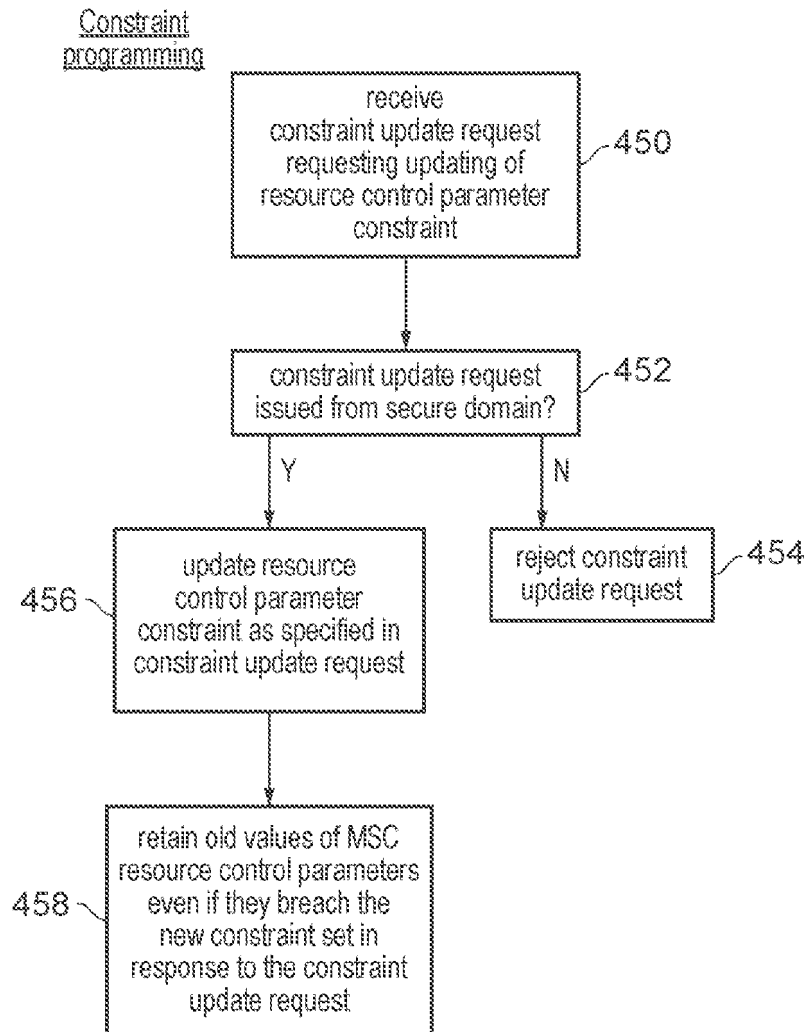 Constraint
programming
receive
constraint update request
requesting updating of
resource control parameter
constraint
450
constraint update request
issued from secure domain?
452
Y
N
update resource
control parameter
constraint as specified in
constraint update request
456
reject constraint
update request
454
retain old values of MSC
resource control parameters
even if they breach the
new constraint set in
response to the constraint
update request
458